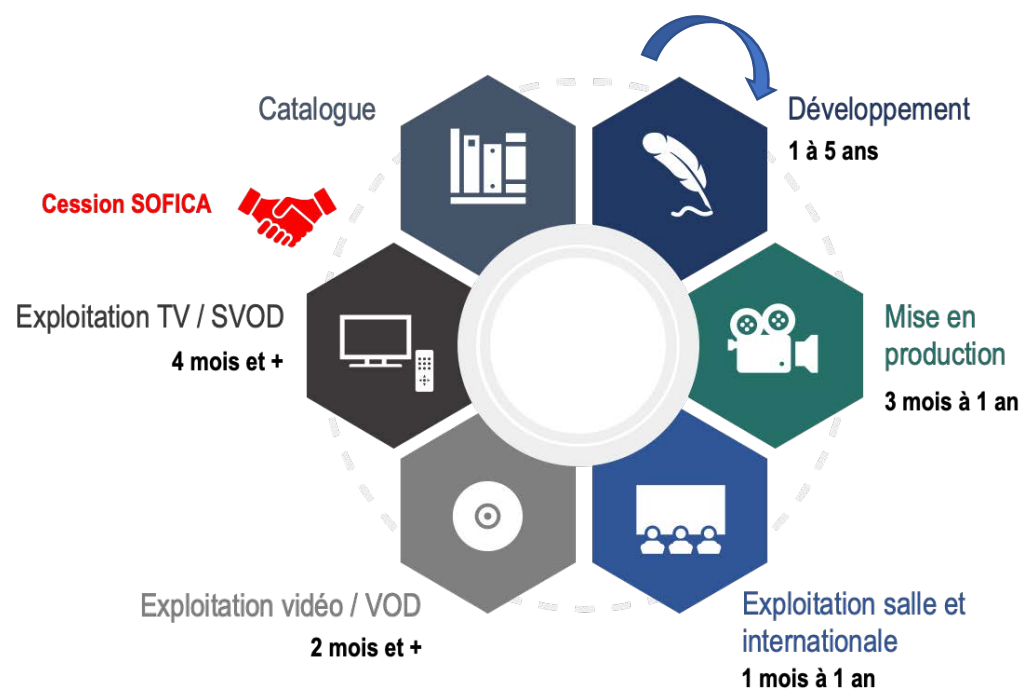 Catalogue
Développement
1 à 5 ans
Cession SOFICA
Exploitation TV / SVOD
4 mois et +
Mise en
production
3 mois à 1 an
Exploitation vidéo / VOD
2 mois et +
Exploitation salle et
internationale
1 mois à 1 an